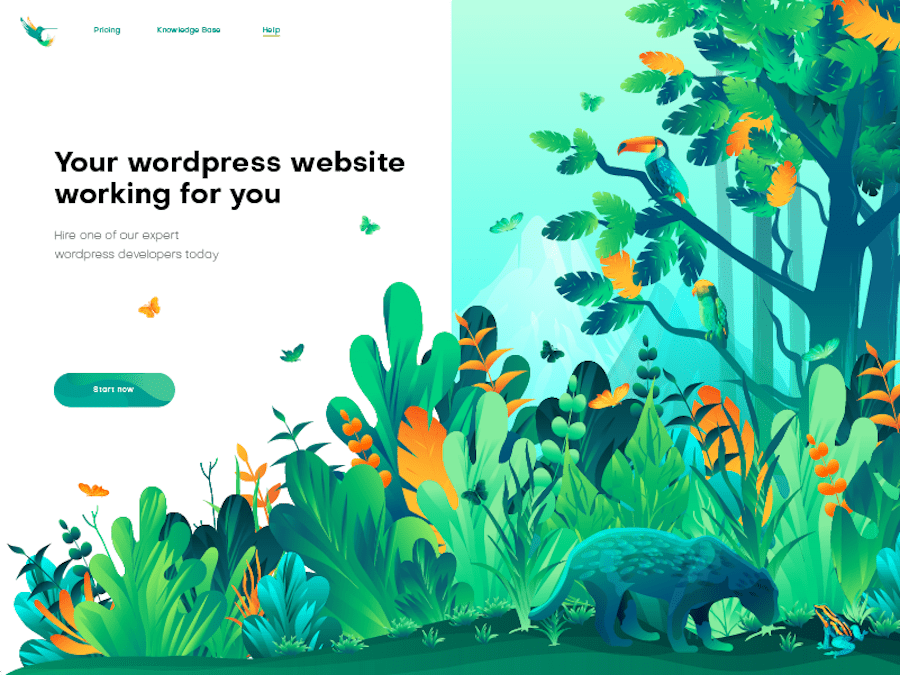 Pricing
Knowledge Base
Help
Your wordpress website
working for you
Hire one of our expert
wordpress developers today
Start now